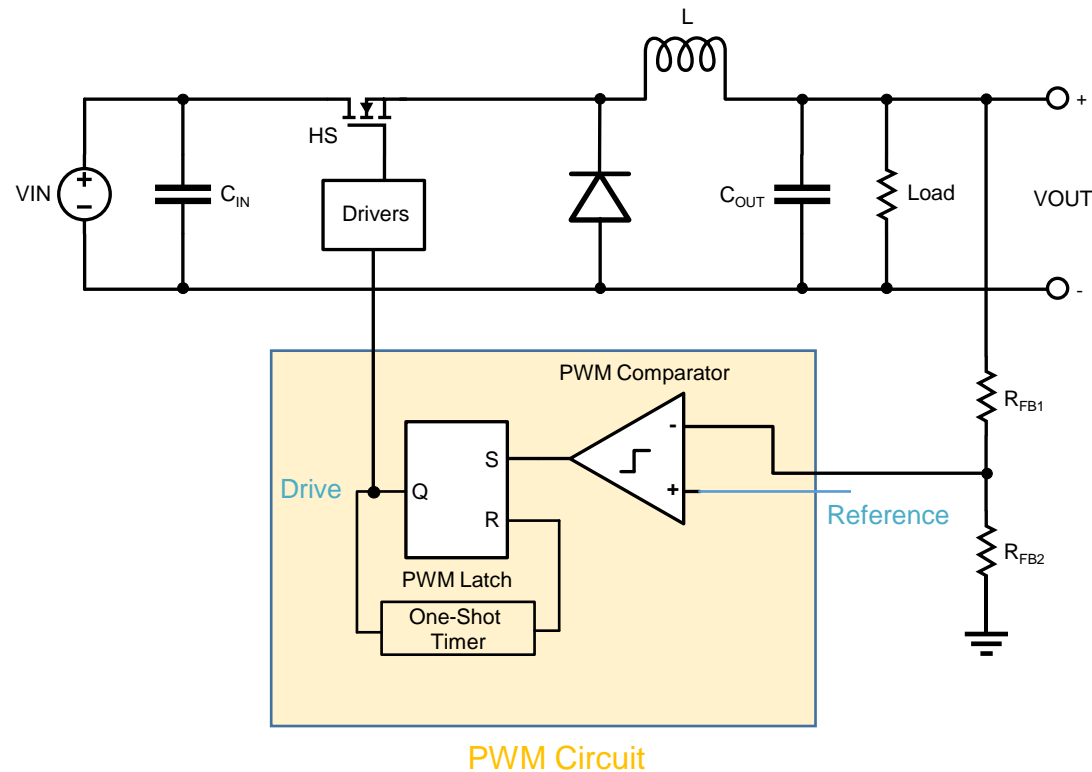 L
HS
+
VIN
+
-
C_IN
Drivers
C_OUT
Load
VOUT
-
PWM Comparator
R_FB1
-
S
Drive
Q
+
Reference
R
R_FB2
PWM Latch
One-Shot
Timer
PWM Circuit